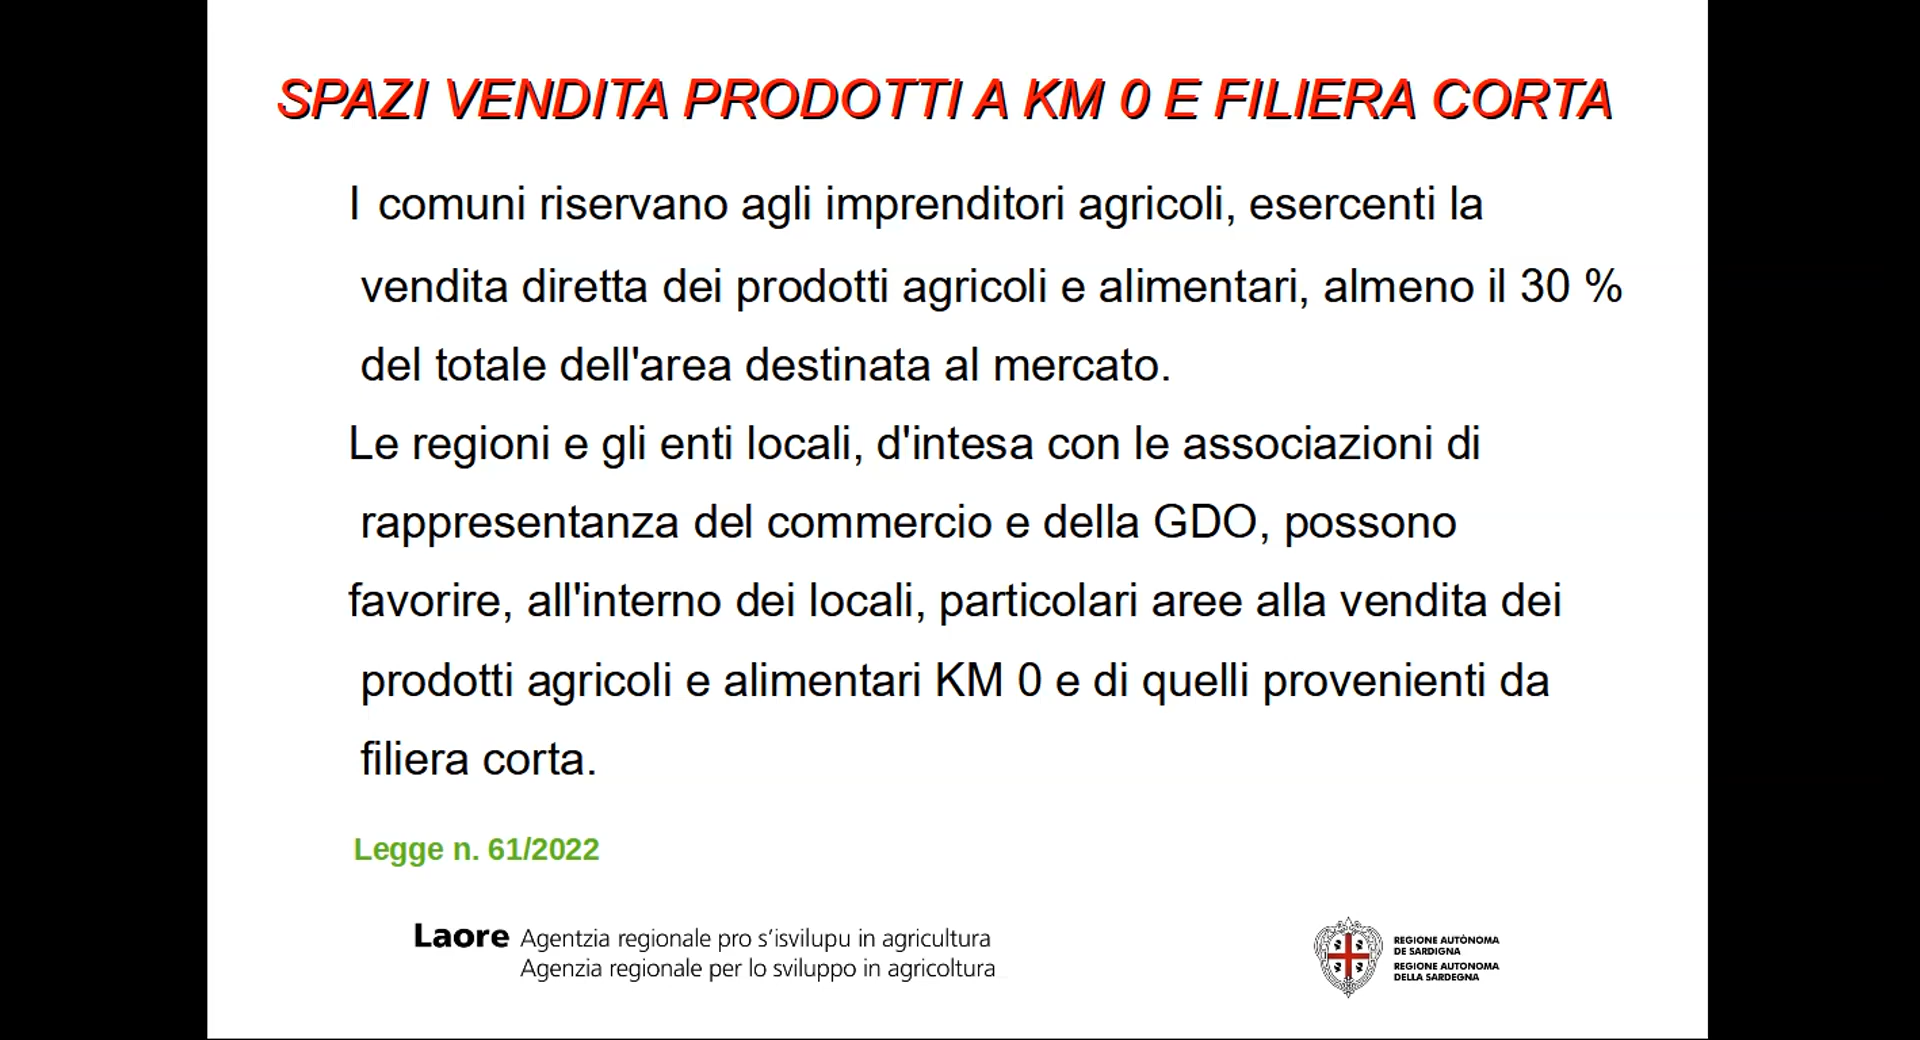 SPAZI VENDITA PRODOTTI A KM 0 E FILIERA CORTA
I comuni riservano agli imprenditori agricoli, esercenti la
vendita diretta dei prodotti agricoli e alimentari, almeno il 30 %
del totale dell'area destinata al mercato.
Le regioni e gli enti locali, d'intesa con le associazioni di
rappresentanza del commercio e della GDO, possono
favorire, all'interno dei locali, particolari aree alla vendita dei
prodotti agricoli e alimentari KM 0 e di quelli provenienti da
filiera corta.
Legge n. 61/2022
Laore Agentzia regionale pro s'isvilupu in agricultura
Agenzia regionale per lo sviluppo in agricoltura
REGIONE AUTÒNOMA
DE SARDIGNA
REGIONE AUTONOMA
DELLA SARDEGNA